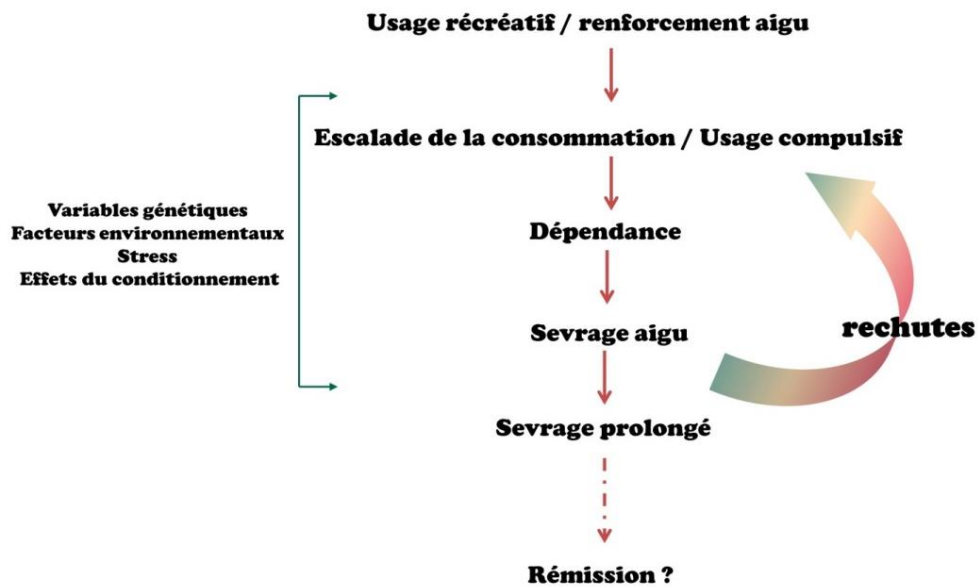 Usage récréatif / renforcement aigu
Escalade de la consommation / Usage compulsif
Variables génétiques
Facteurs environnementaux
Stress
Effets du conditionnement
Dépendance
Sevrage aigu
rechutes
Sevrage prolongé
Rémission ?